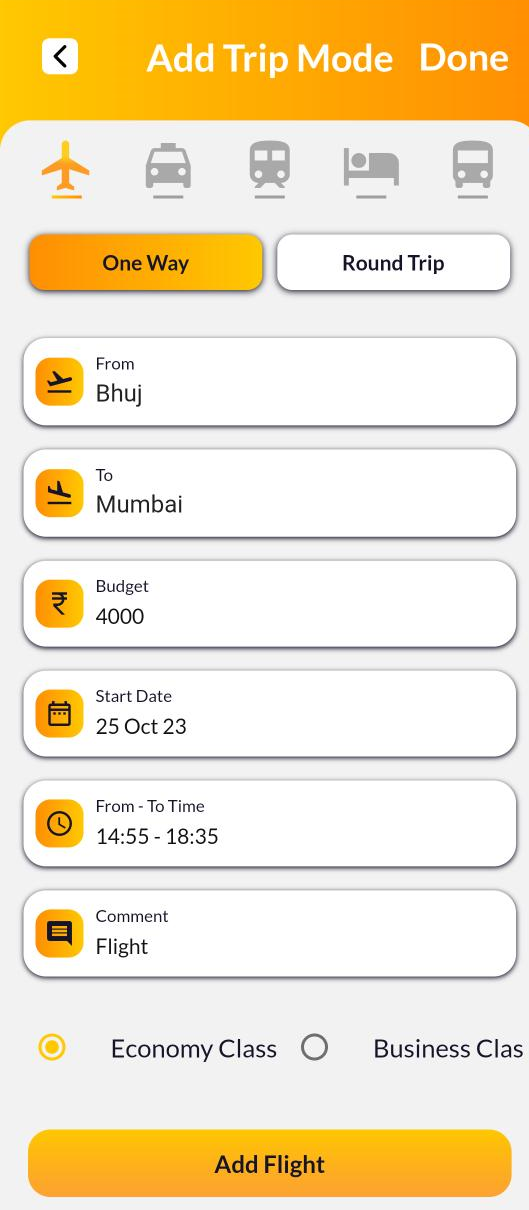 Add Trip Mode Done
One Way Round Trip
From
Bhuj
To
Mumbai
Budget
4000
Start Date
25 Oct 23
From - To Time
14:55 - 18:35
Comment
Flight
Economy Class Business Clas
Add Flight